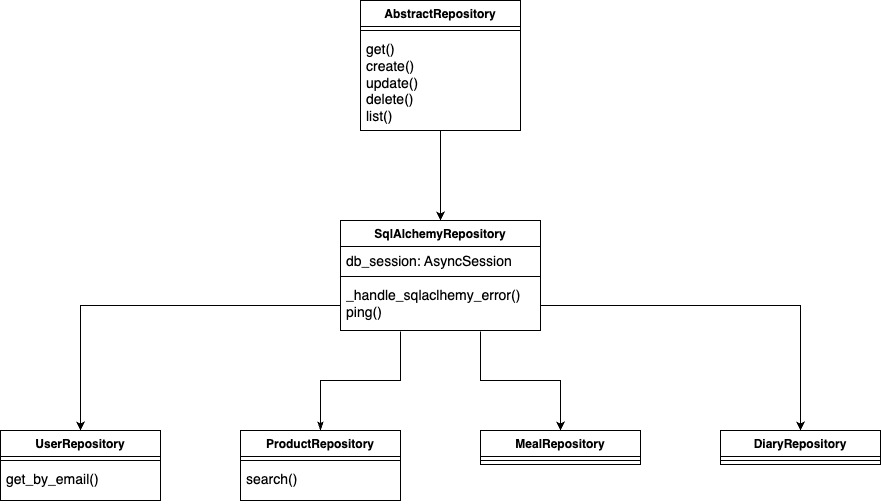 AbstractRepository
get()
create()
update()
delete()
list()
SqlAlchemyRepository
db_session: AsyncSession
_handle_sqlaclhemy_error()
ping()
UserRepository
get_by_email()
ProductRepository
search()
MealRepository
DiaryRepository